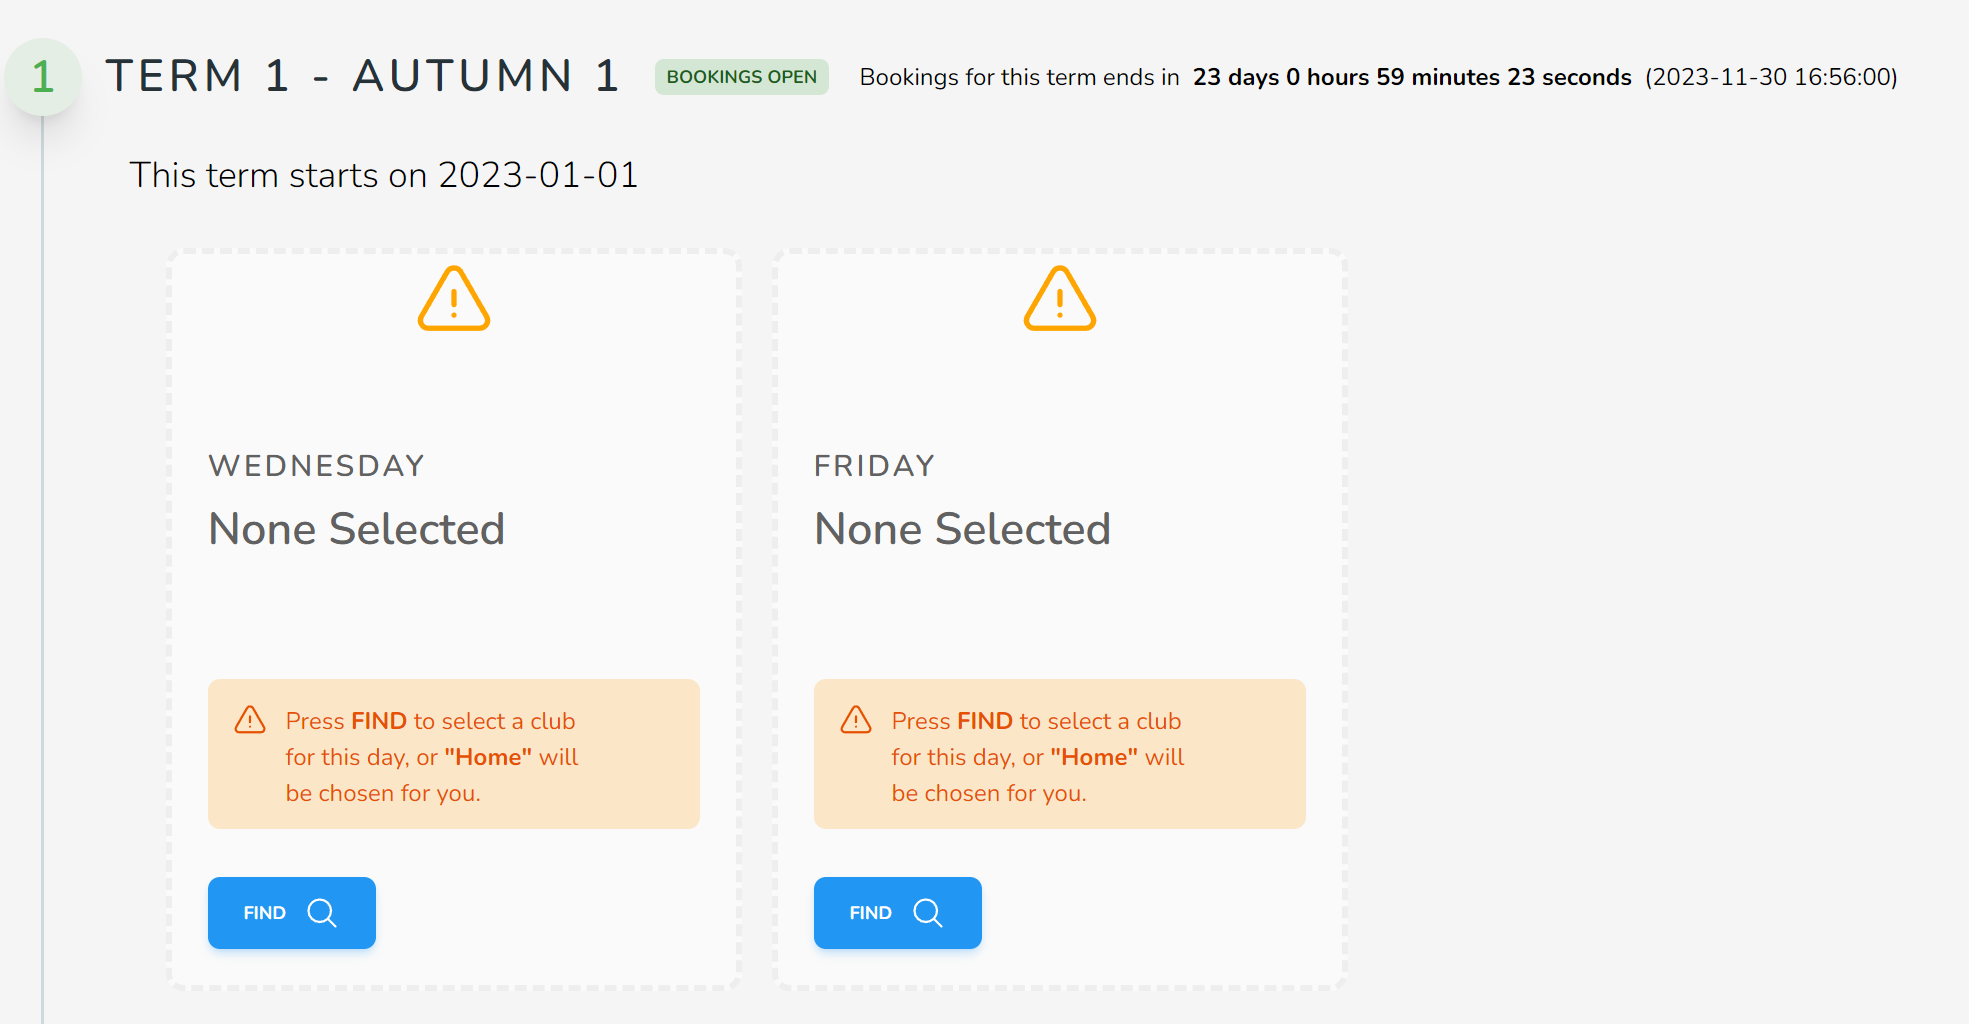 1
TERM 1 - AUTUMN 1
BOOKINGS OPEN
Bookings for this term ends in 23 days 0 hours 59 minutes 23 seconds (2023-11-30 16:56:00)
This term starts on 2023-01-01
WEDNESDAY
None Selected
Press FIND to select a club
for this day, or "Home" will
be chosen for you.
FIND
FRIDAY
None Selected
Press FIND to select a club
for this day, or "Home" will
be chosen for you.
FIND